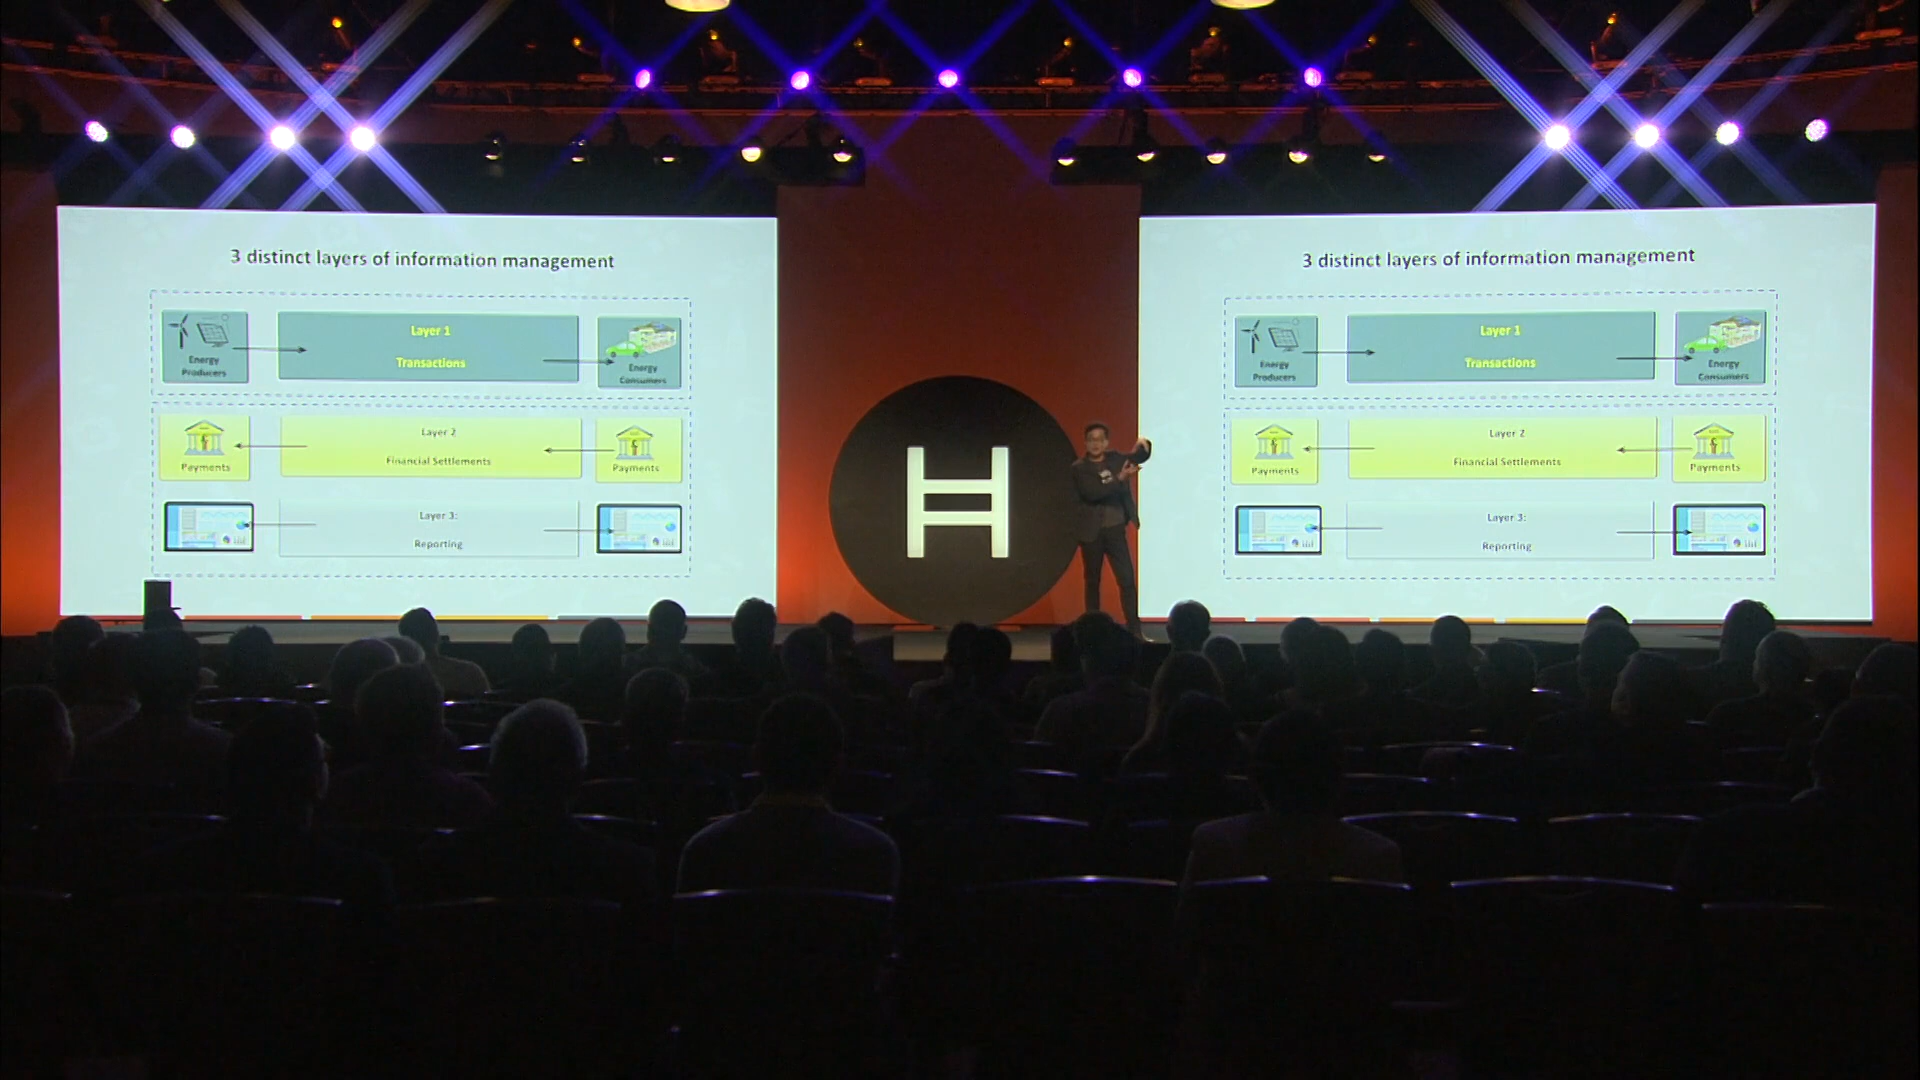 3 distinct layers of information management
Layer 1
Transactions
Energy
Producers
Energy
Consumers
Layer 2
Financial Settlements
Payments
Payments
Layer 3:
Reporting
H
3 distinct layers of information management
Layer 1
Transactions
Energy
Producers
Energy
Consumers
Layer 2
Financial Settlements
Payments
Payments
Layer 3:
Reporting